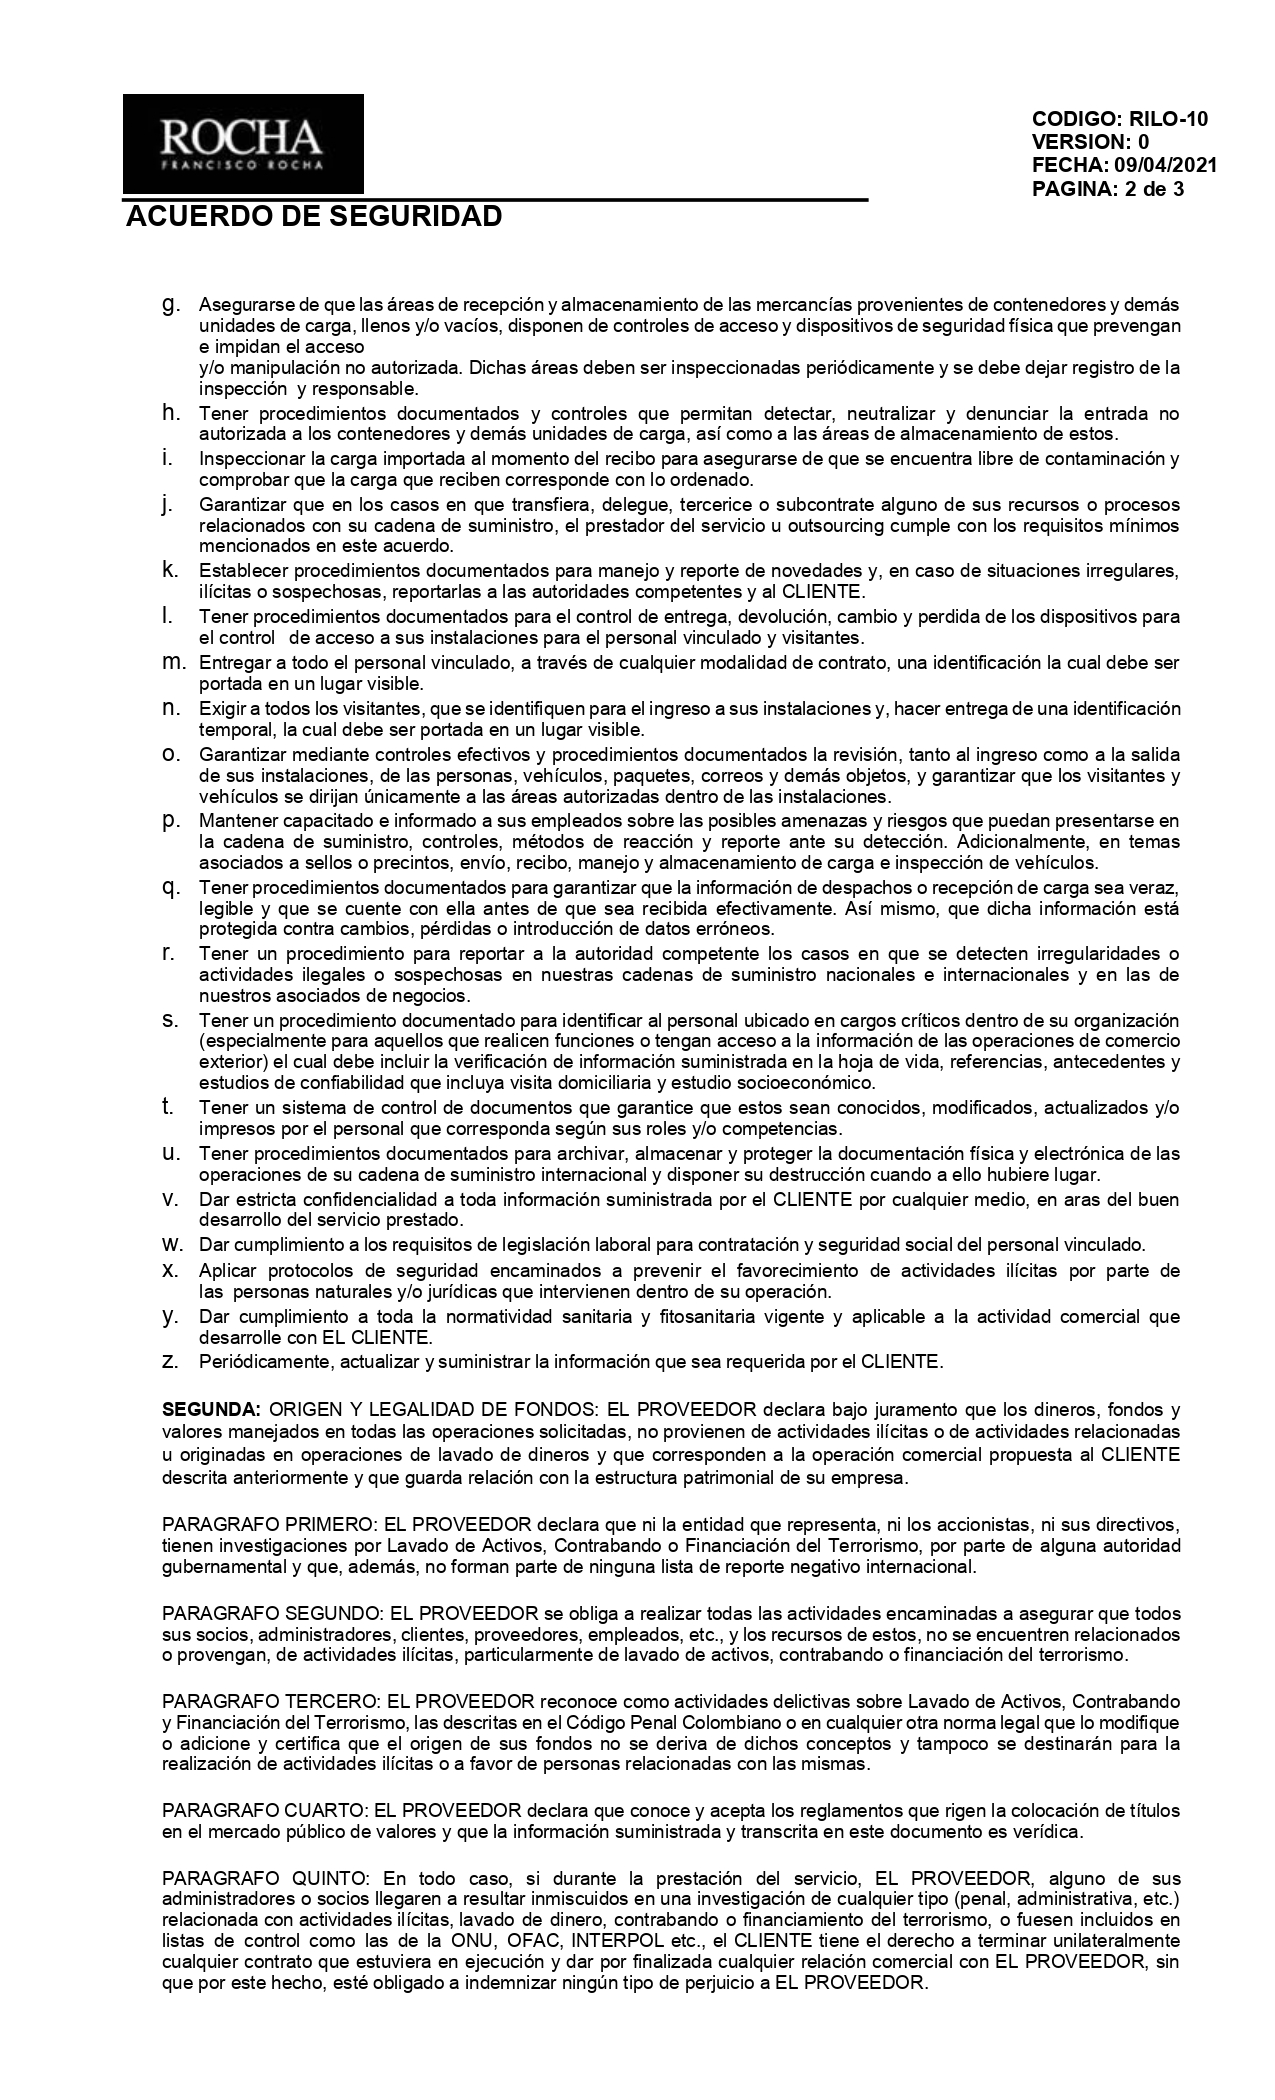 ROCHA
FRANCISCO ROCHA
CODIGO: RILO-10
VERSION: 0
FECHA: 09/04/2021
PAGINA: 2 de 3
ACUERDO DE SEGURIDAD
g. Asegurarse de que las áreas de recepción y almacenamiento de las mercancías provenientes de contenedores y demás
unidades de carga, llenos y/o vacíos, disponen de controles de acceso y dispositivos de seguridad física que prevengan
e impidan el acceso
y/o manipulación no autorizada. Dichas áreas deben ser inspeccionadas periódicamente y se debe dejar registro de la
inspección y responsable.
h. Tener procedimientos documentados y controles que permitan detectar, neutralizar y denunciar la entrada no
autorizada a los contenedores y demás unidades de carga, así como a las áreas de almacenamiento de estos.
i. Inspeccionar la carga importada al momento del recibo para asegurarse de que se encuentra libre de contaminación y
comprobar que la carga que reciben corresponde con lo ordenado.
j. Garantizar que en los casos en que transfiera, delegue, tercerice o subcontrate alguno de sus recursos o procesos
relacionados con su cadena de suministro, el prestador del servicio u outsourcing cumple con los requisitos mínimos
mencionados en este acuerdo.
k. Establecer procedimientos documentados para manejo y reporte de novedades y, en caso de situaciones irregulares,
ilícitas o sospechosas, reportarlas a las autoridades competentes y al CLIENTE.
l. Tener procedimientos documentados para el control de entrega, devolución, cambio y perdida de los dispositivos para
el control de acceso a sus instalaciones para el personal vinculado y visitantes.
m. Entregar a todo el personal vinculado, a través de cualquier modalidad de contrato, una identificación la cual debe ser
portada en un lugar visible.
n. Exigir a todos los visitantes, que se identifiquen para el ingreso a sus instalaciones y, hacer entrega de una identificación
temporal, la cual debe ser portada en un lugar visible.
o. Garantizar mediante controles efectivos y procedimientos documentados la revisión, tanto al ingreso como a la salida
de sus instalaciones, de las personas, vehículos, paquetes, correos y demás objetos, y garantizar que los visitantes y
vehículos se dirijan únicamente a las áreas autorizadas dentro de las instalaciones.
p. Mantener capacitado e informado a sus empleados sobre las posibles amenazas y riesgos que puedan presentarse en
la cadena de suministro, controles, métodos de reacción y reporte ante su detección. Adicionalmente, en temas
asociados a sellos o precintos, envío, recibo, manejo y almacenamiento de carga e inspección de vehículos.
q. Tener procedimientos documentados para garantizar que la información de despachos o recepción de carga sea veraz,
legible y que se cuente con ella antes de que sea recibida efectivamente. Así mismo, que dicha información está
protegida contra cambios, pérdidas o introducción de datos erróneos.
r. Tener un procedimiento para reportar a la autoridad competente los casos en que se detecten irregularidades o
actividades ilegales o sospechosas en nuestras cadenas de suministro nacionales e internacionales y en las de
nuestros asociados de negocios.
s. Tener un procedimiento documentado para identificar al personal ubicado en cargos críticos dentro de su organización
(especialmente para aquellos que realicen funciones o tengan acceso a la información de las operaciones de comercio
exterior) el cual debe incluir la verificación de información suministrada en la hoja de vida, referencias, antecedentes y
estudios de confiabilidad que incluya visita domiciliaria y estudio socioeconómico.
t. Tener un sistema de control de documentos que garantice que estos sean conocidos, modificados, actualizados y/o
impresos por el personal que corresponda según sus roles y/o competencias.
u. Tener procedimientos documentados para archivar, almacenar y proteger la documentación física y electrónica de las
operaciones de su cadena de suministro internacional y disponer su destrucción cuando a ello hubiere lugar.
v. Dar estricta confidencialidad a toda información suministrada por el CLIENTE por cualquier medio, en aras del buen
desarrollo del servicio prestado.
w. Dar cumplimiento a los requisitos de legislación laboral para contratación y seguridad social del personal vinculado.
x. Aplicar protocolos de seguridad encaminados a prevenir el favorecimiento de actividades ilícitas por parte de
las personas naturales y/o jurídicas que intervienen dentro de su operación.
y. Dar cumplimiento a toda la normatividad sanitaria y fitosanitaria vigente y aplicable a la actividad comercial que
desarrolle con EL CLIENTE.
z. Periódicamente, actualizar y suministrar la información que sea requerida por el CLIENTE.
SEGUNDA: ORIGEN Y LEGALIDAD DE FONDOS: EL PROVEEDOR declara bajo juramento que los dineros, fondos y
valores manejados en todas las operaciones solicitadas, no provienen de actividades ilícitas o de actividades relacionadas
u originadas en operaciones de lavado de dineros y que corresponden a la operación comercial propuesta al CLIENTE
descrita anteriormente y que guarda relación con la estructura patrimonial de su empresa.
PARAGRAFO PRIMERO: EL PROVEEDOR declara que ni la entidad que representa, ni los accionistas, ni sus directivos,
tienen investigaciones por Lavado de Activos, Contrabando o Financiación del Terrorismo, por parte de alguna autoridad
gubernamental y que, además, no forman parte de ninguna lista de reporte negativo internacional.
PARAGRAFO SEGUNDO: EL PROVEEDOR se obliga a realizar todas las actividades encaminadas a asegurar que todos
sus socios, administradores, clientes, proveedores, empleados, etc., y los recursos de estos, no se encuentren relacionados
o provengan, de actividades ilícitas, particularmente de lavado de activos, contrabando o financiación del terrorismo.
PARAGRAFO TERCERO: EL PROVEEDOR reconoce como actividades delictivas sobre Lavado de Activos, Contrabando
y Financiación del Terrorismo, las descritas en el Código Penal Colombiano o en cualquier otra norma legal que lo modifique
o adicione y certifica que el origen de sus fondos no se deriva de dichos conceptos y tampoco se destinarán para la
realización de actividades ilícitas o a favor de personas relacionadas con las mismas.
PARAGRAFO CUARTO: EL PROVEEDOR declara que conoce y acepta los reglamentos que rigen la colocación de títulos
en el mercado público de valores y que la información suministrada y transcrita en este documento es verídica.
PARAGRAFO QUINTO: En todo caso, si durante la prestación del servicio, EL PROVEEDOR, alguno de sus
administradores o socios llegaren a resultar inmiscuidos en una investigación de cualquier tipo (penal, administrativa, etc.)
relacionada con actividades ilícitas, lavado de dinero, contrabando o financiamiento del terrorismo, o fuesen incluidos en
listas de control como las de la ONU, OFAC, INTERPOL etc., el CLIENTE tiene el derecho a terminar unilateralmente
cualquier contrato que estuviera en ejecución y dar por finalizada cualquier relación comercial con EL PROVEEDOR, sin
que por este hecho, esté obligado a indemnizar ningún tipo de perjuicio a EL PROVEEDOR.